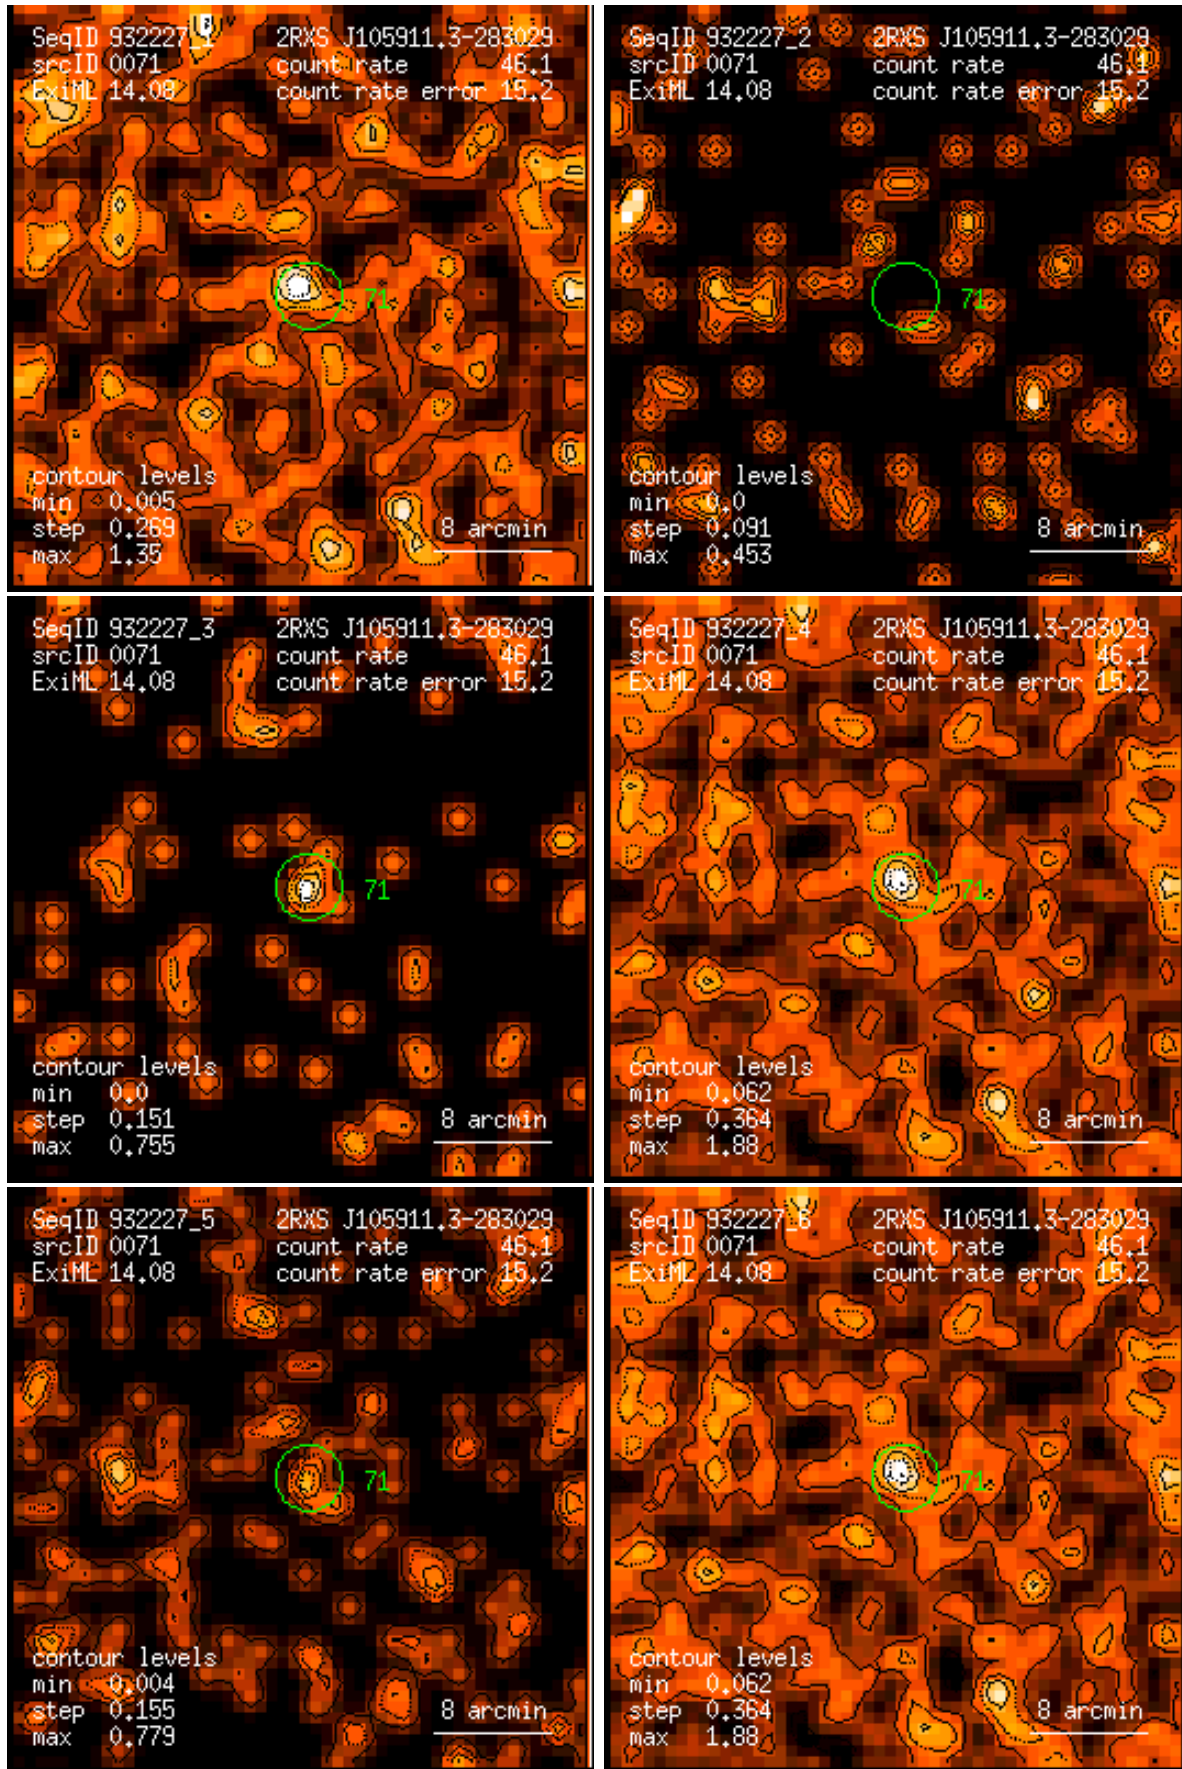 SeqID 932227_1 2RXS J105911.3-283029
srcID 0071 count rate 46.1
ExiML 14.08 count rate error 15.2
71
contour levels
min 0.005
step 0.269 8 arcmin
max 1.35
SeqID 932227_2 2RXS J105911.3-283029
srcID 0071 count rate 46.1
ExiML 14.08 count rate error 15.2
71
contour levels
min 0.0
step 0.091 8 arcmin
max 0.453
SeqID 932227_3 2RXS J105911.3-283029
srcID 0071 count rate 46.1
ExiML 14.08 count rate error 15.2
71
contour levels
min 0.0
step 0.151 8 arcmin
max 0.755
SeqID 932227_4 2RXS J105911.3-283029
srcID 0071 count rate 46.1
ExiML 14.08 count rate error 15.2
71
contour levels
min 0.062
step 0.364 8 arcmin
max 1.88
SeqID 932227_5 2RXS J105911.3-283029
srcID 0071 count rate 46.1
ExiML 14.08 count rate error 15.2
71
contour levels
min 0.004
step 0.155 8 arcmin
max 0.779
SeqID 932227_6 2RXS J105911.3-283029
srcID 0071 count rate 46.1
ExiML 14.08 count rate error 15.2
71
contour levels
min 0.062
step 0.364 8 arcmin
max 1.88